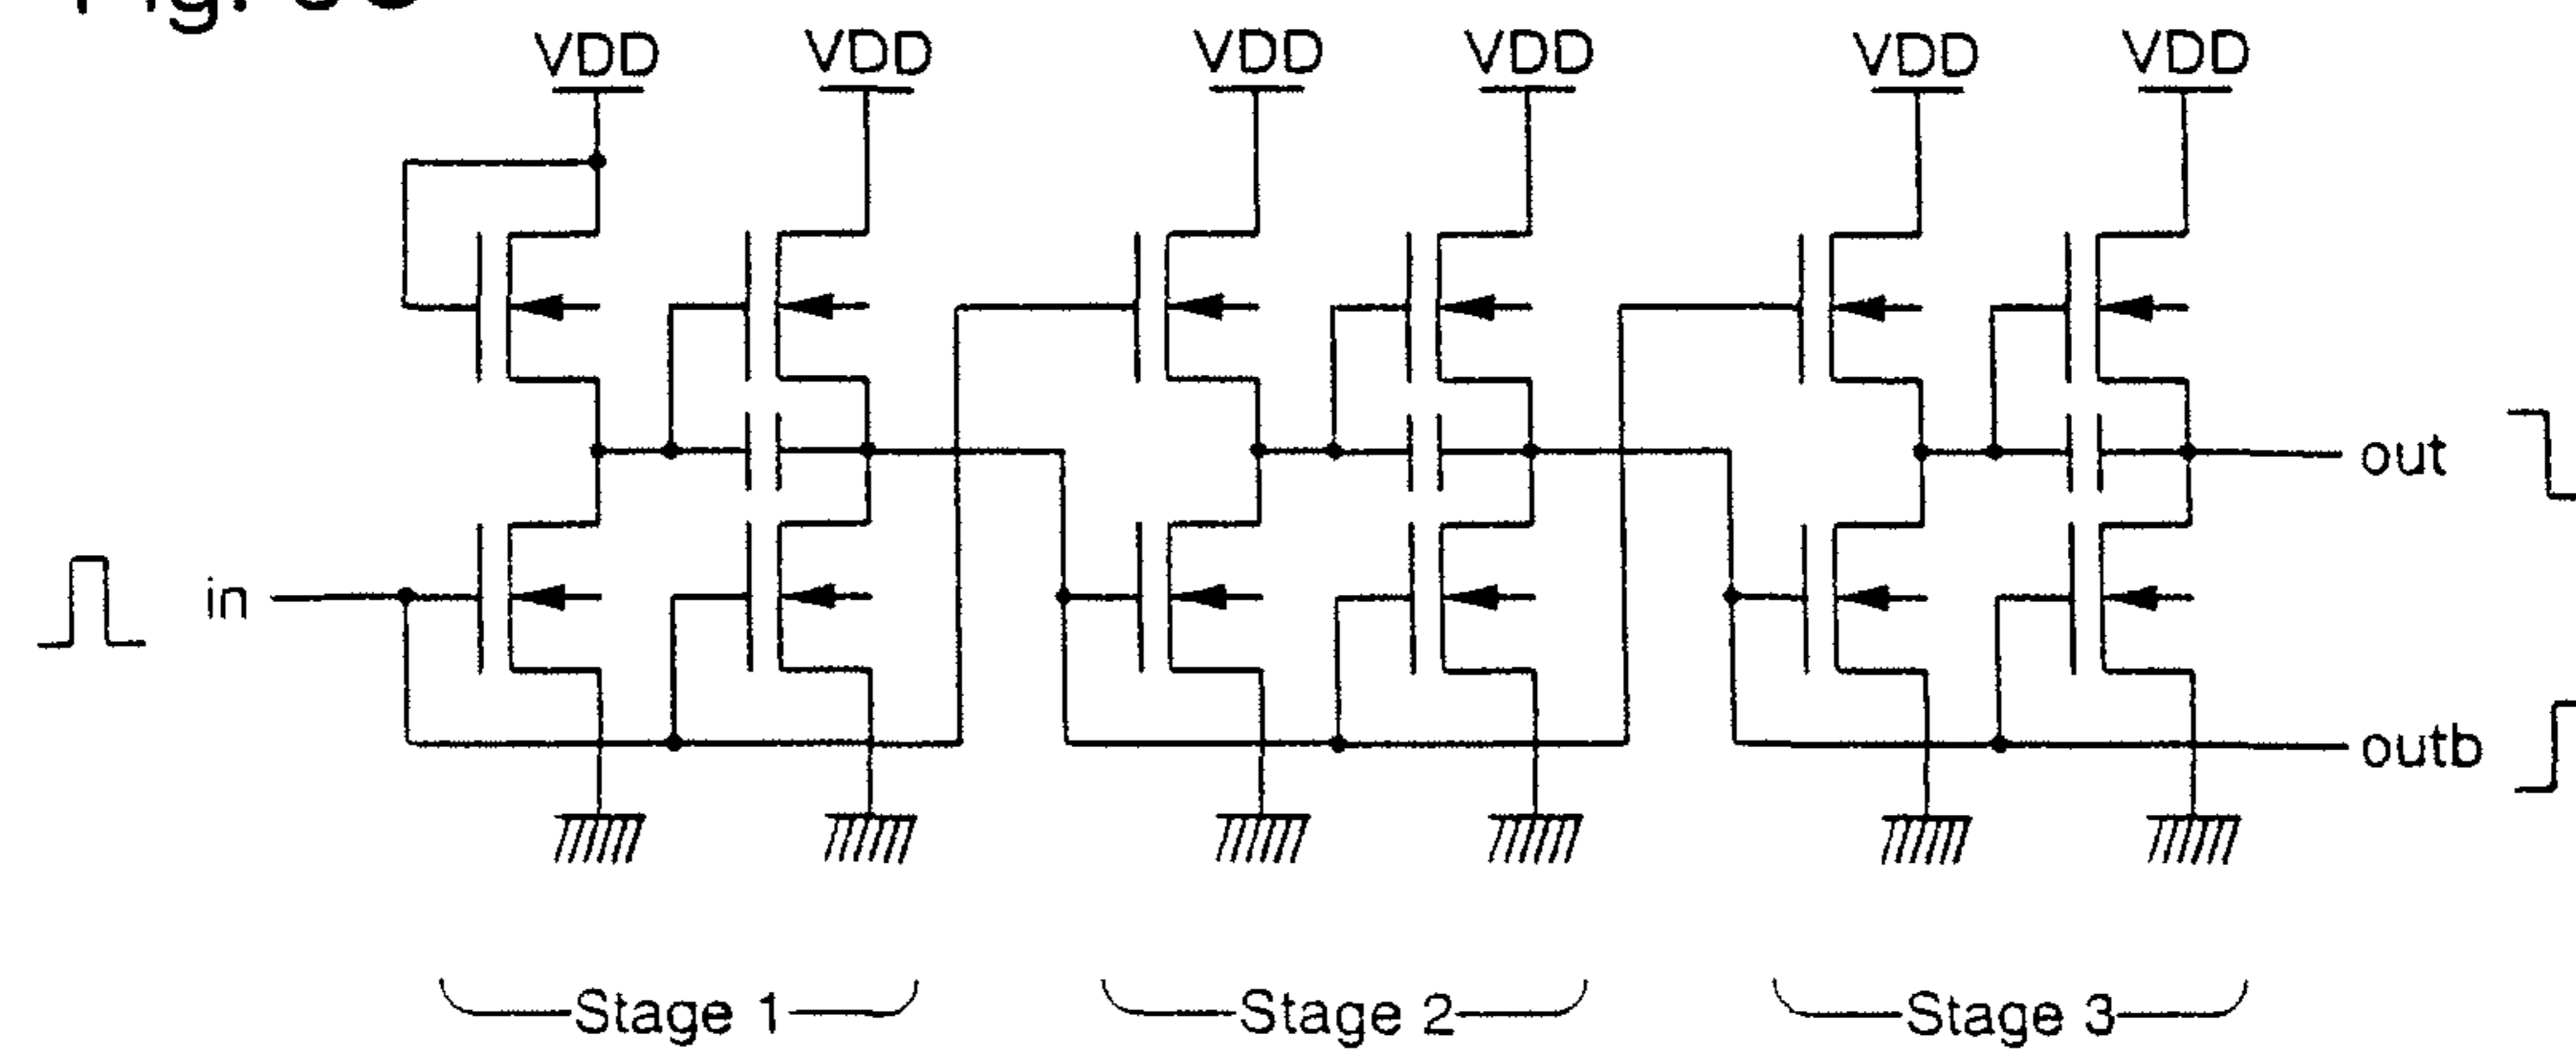 VDD VDD VDD VDD VDD VDD
out
in
outb
Stage 1 Stage 2 Stage 3